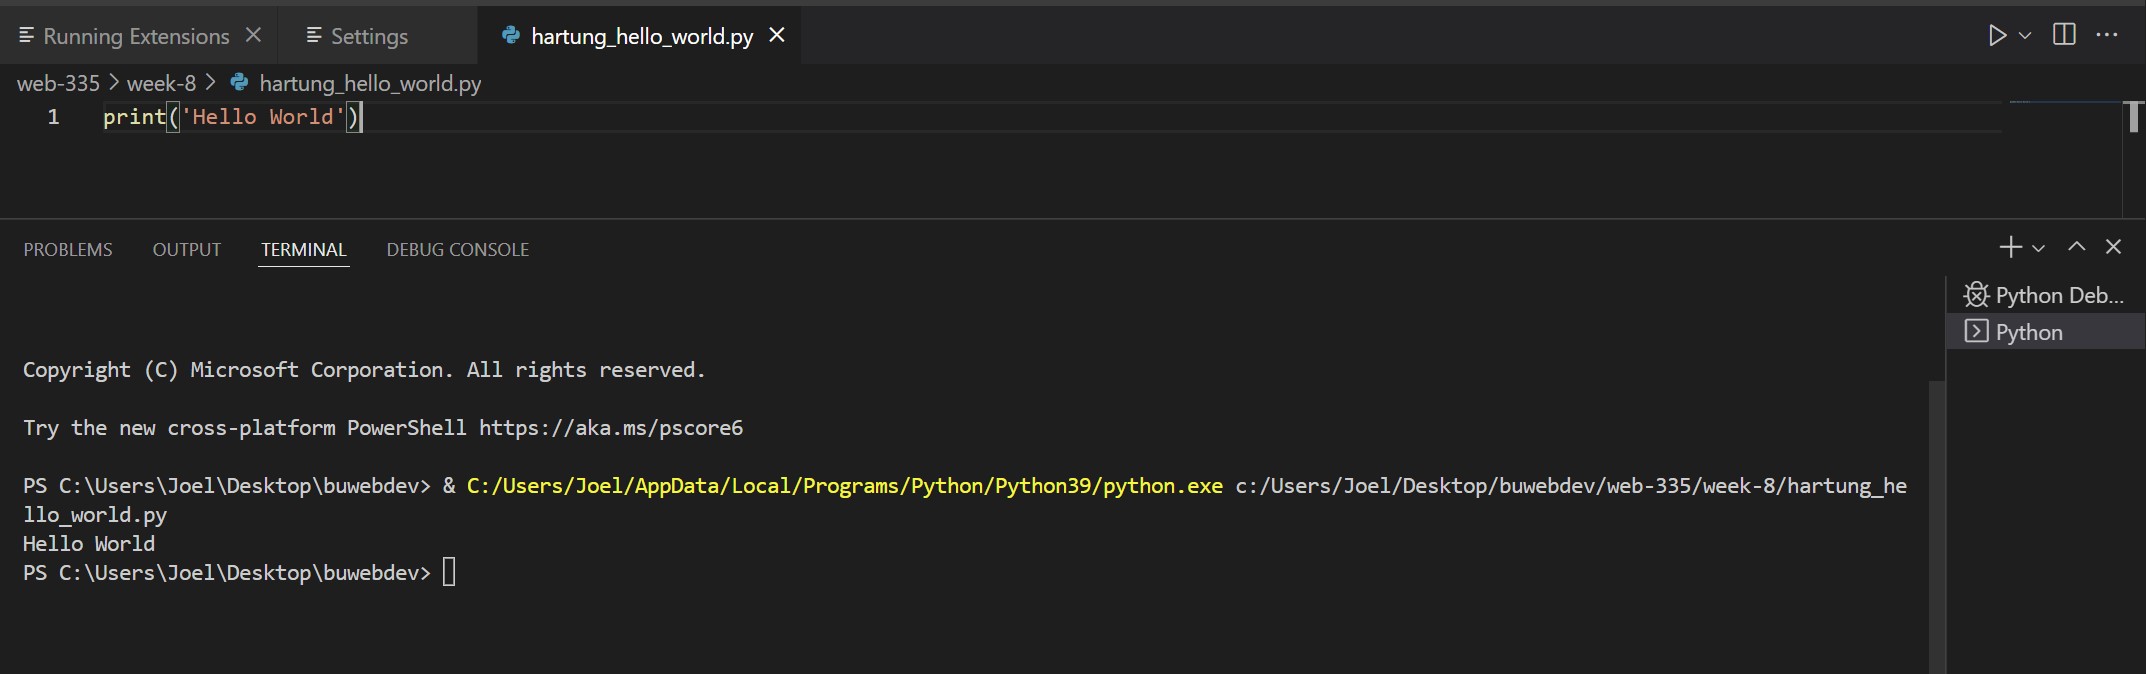 Running Extensions
Settings
hartung_hello_world.py
web-335 > week-8 > hartung_hello_world.py
1 print('Hello World')
PROBLEMS OUTPUT TERMINAL DEBUG CONSOLE
Python Deb...
Python
Copyright (C) Microsoft Corporation. All rights reserved.
Try the new cross-platform PowerShell https://aka.ms/pscore6
PS C:\Users\Joel\Desktop\buwebdev> & C:/Users/Joel/AppData/Local/Programs/Python/Python39/python.exe c:/Users/Joel/Desktop/buwebdev/web-335/week-8/hartung_he
llo_world.py
Hello World
PS C:\Users\Joel\Desktop\buwebdev>